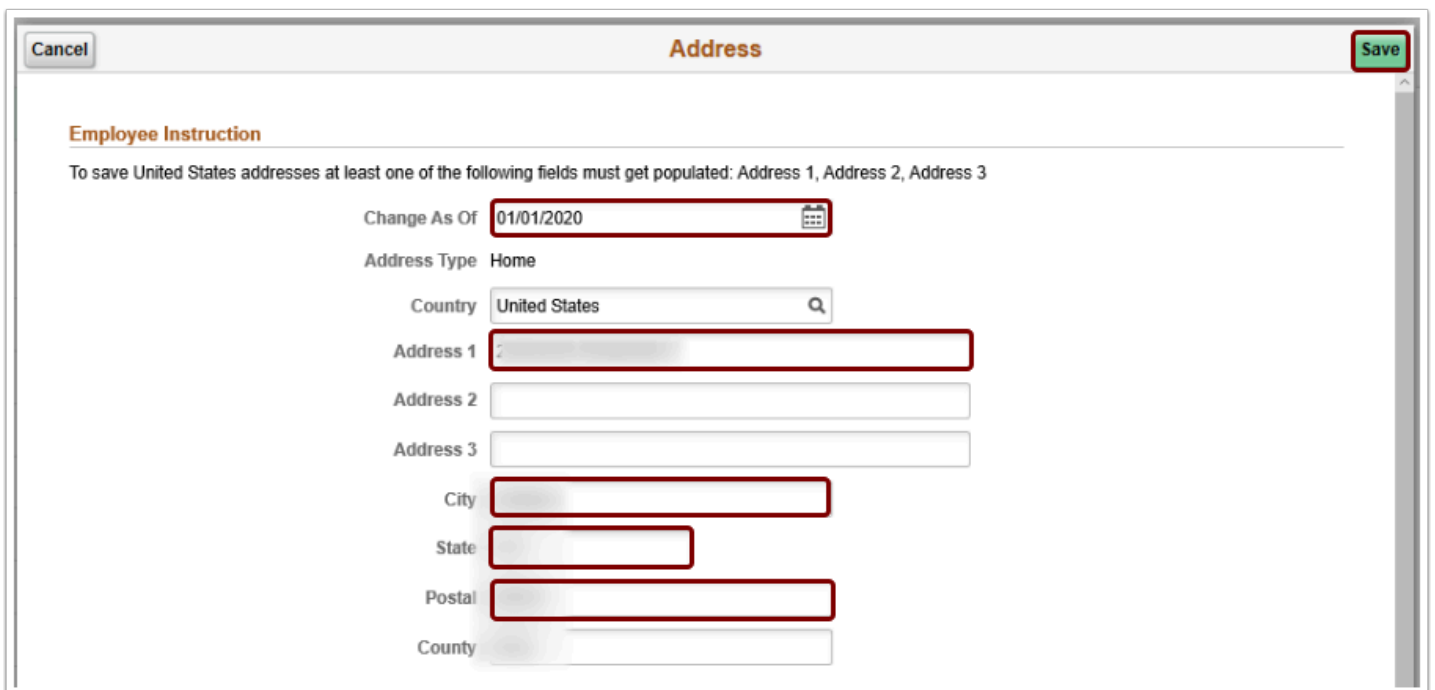 Cancel Address Save
Employee Instruction
To save United States addresses at least one of the following fields must get populated: Address 1, Address 2, Address 3
Change As Of 01/01/2020
Address Type Home
Country United States
Address 1
Address 2
Address 3
City
State
Postal
County